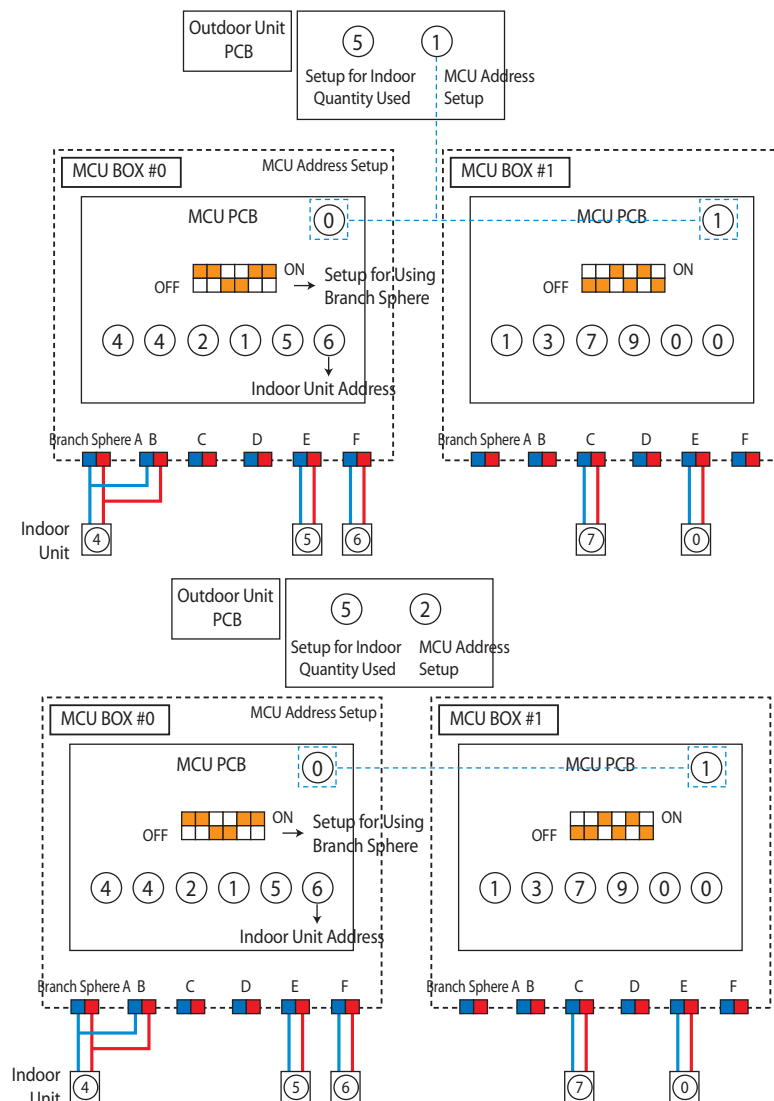 Outdoor Unit
PCB
5 1
Setup for Indoor
Quantity Used
MCU Address
Setup
MCU BOX #0
MCU Address Setup
MCU PCB
0
ON
OFF
Setup for Using
Branch Sphere
4 4 2 1 5 6
Indoor Unit Address
Branch Sphere A B C D E F
Indoor
Unit
4 5 6
MCU BOX #1
MCU PCB
1
ON
OFF
1 3 7 9 0 0
Branch Sphere A B C D E F
7 0
Outdoor Unit
PCB
5 2
Setup for Indoor
Quantity Used
MCU Address
Setup
MCU BOX #0
MCU Address Setup
MCU PCB
0
ON
OFF
Setup for Using
Branch Sphere
4 4 2 1 5 6
Indoor Unit Address
Branch Sphere A B C D E F
Indoor
Unit
4 5 6
MCU BOX #1
MCU PCB
1
ON
OFF
1 3 7 9 0 0
Branch Sphere A B C D E F
7 0